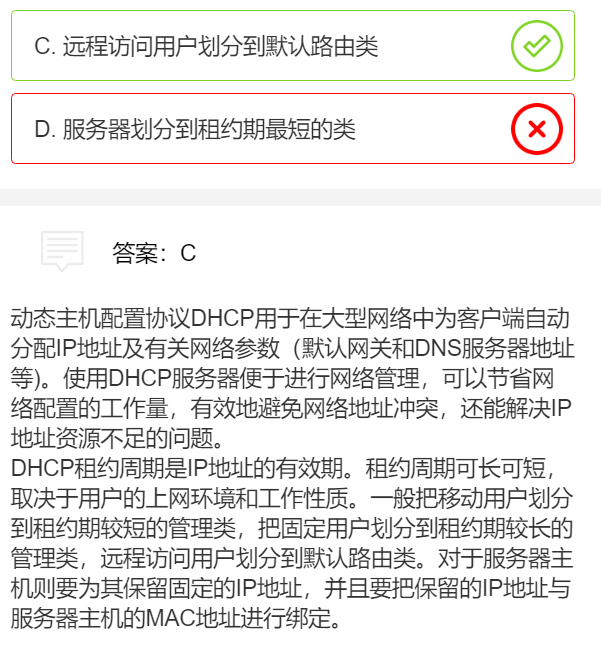 C. 远程访问用户划分到默认路由类
D. 服务器划分到租约期最短的类
答案：C
动态主机配置协议DHCP用于在大型网络中为客户端自动
分配IP地址及有关网络参数（默认网关和DNS服务器地址
等)。使用DHCP服务器便于进行网络管理，可以节省网
络配置的工作量，有效地避免网络地址冲突，还能解决IP
地址资源不足的问题。
DHCP租约周期是IP地址的有效期。租约周期可长可短，
取决于用户的上网环境和工作性质。一般把移动用户划分
到租约期较短的管理类，把固定用户划分到租约期较长的
管理类，远程访问用户划分到默认路由类。对于服务器主
机则要为其保留固定的IP地址，并且要把保留的IP地址与
服务器主机的MAC地址进行绑定。